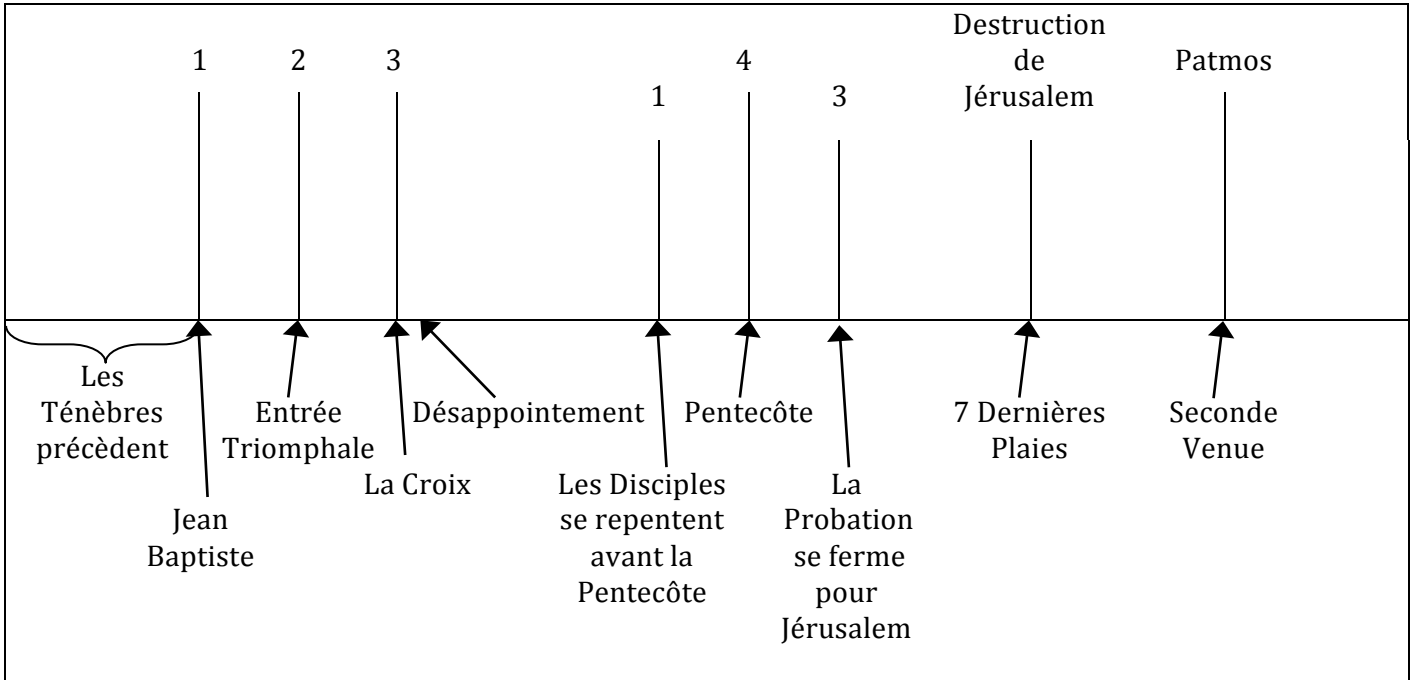 Destruction
de
Jérusalem
1
2
3
1
4
3
Patmos
Les
Ténèbres
précèdent
Jean
Baptiste
Entrée
Triomphale
La Croix
Désappointement
Les Disciples
se repentent
avant la
Pentecôte
Pentecôte
La
Probation
se ferme
pour
Jérusalem
7 Dernières
Plaies
Seconde
Venue